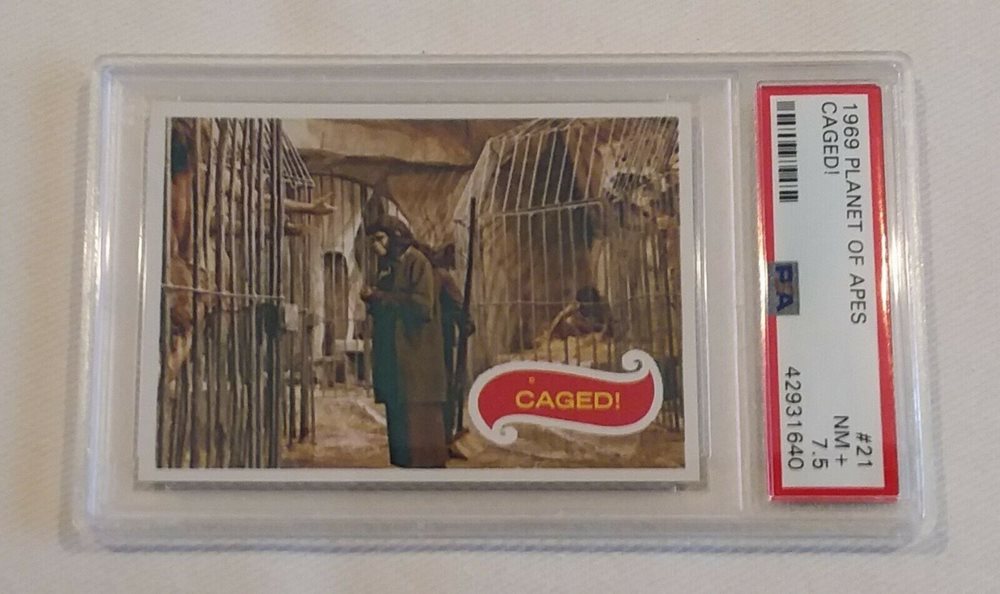 CAGED!
1969 PLANET OF APES
CAGED!
#21
NM+
7.5
42931640